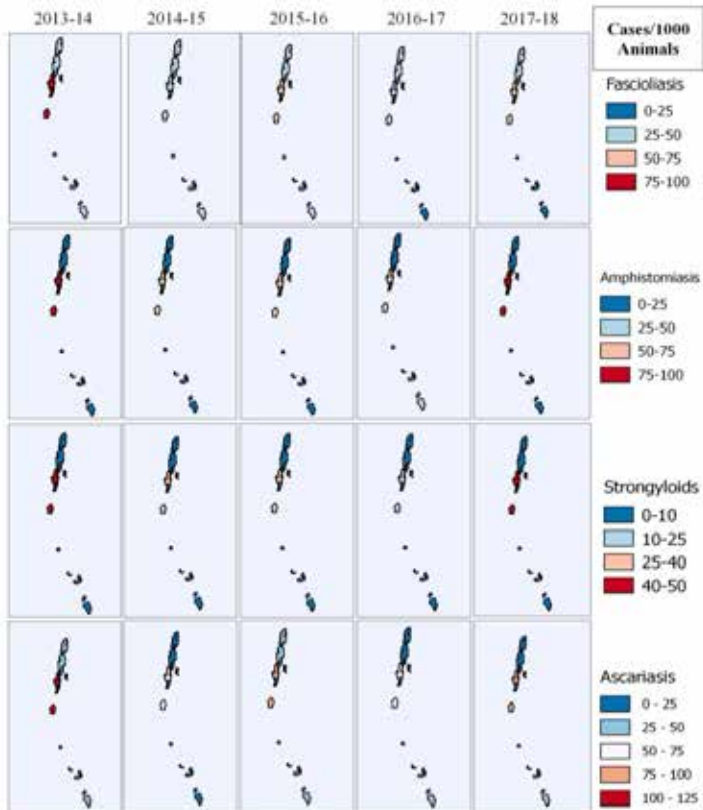 2013-14 2014-15 2015-16 2016-17 2017-18
Cases/1000
Animals
Fascioliasis
0-25
25-50
50-75
75-100
Amphistomiasis
0-25
25-50
50-75
75-100
Strongyloids
0-10
10-25
25-40
40-50
Ascariasis
0 - 25
25 - 50
50 - 75
75 - 100
100 - 125